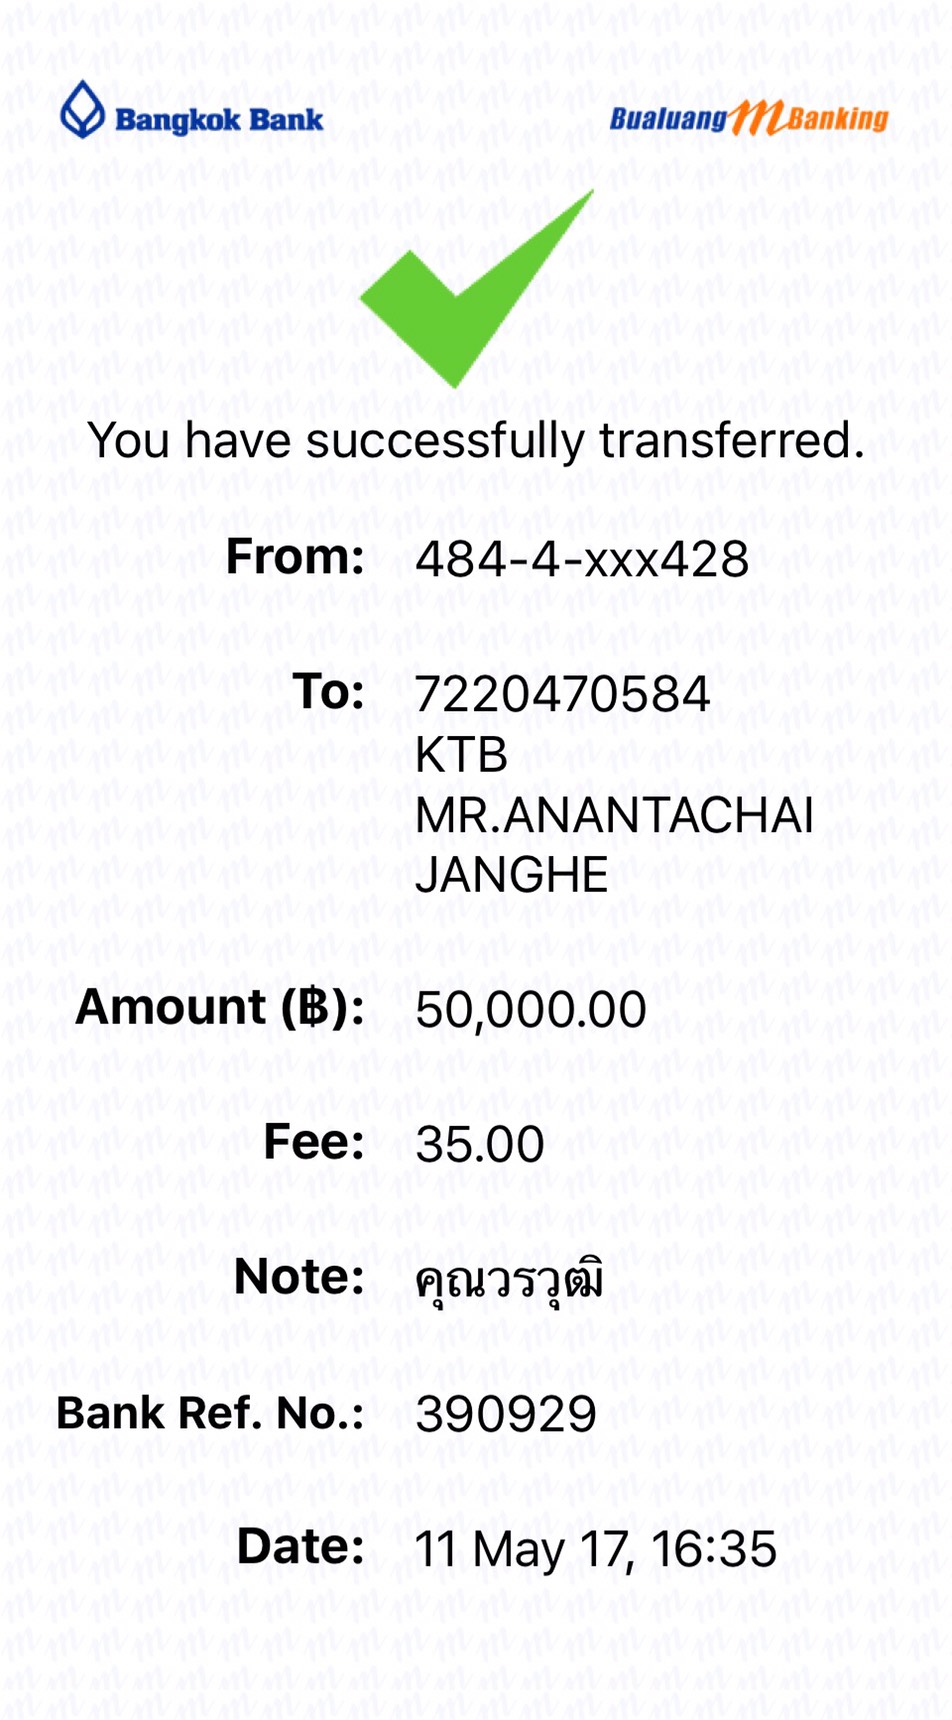 Bangkok Bank
Bualuang mBanking
You have successfully transferred.
From: 484-4-xxx428
To: 7220470584
KTB
MR.ANANTACHAI
JANGHE
Amount (฿): 50,000.00
Fee: 35.00
Note: คุณวรวุฒิ
Bank Ref. No.: 390929
Date: 11 May 17, 16:35